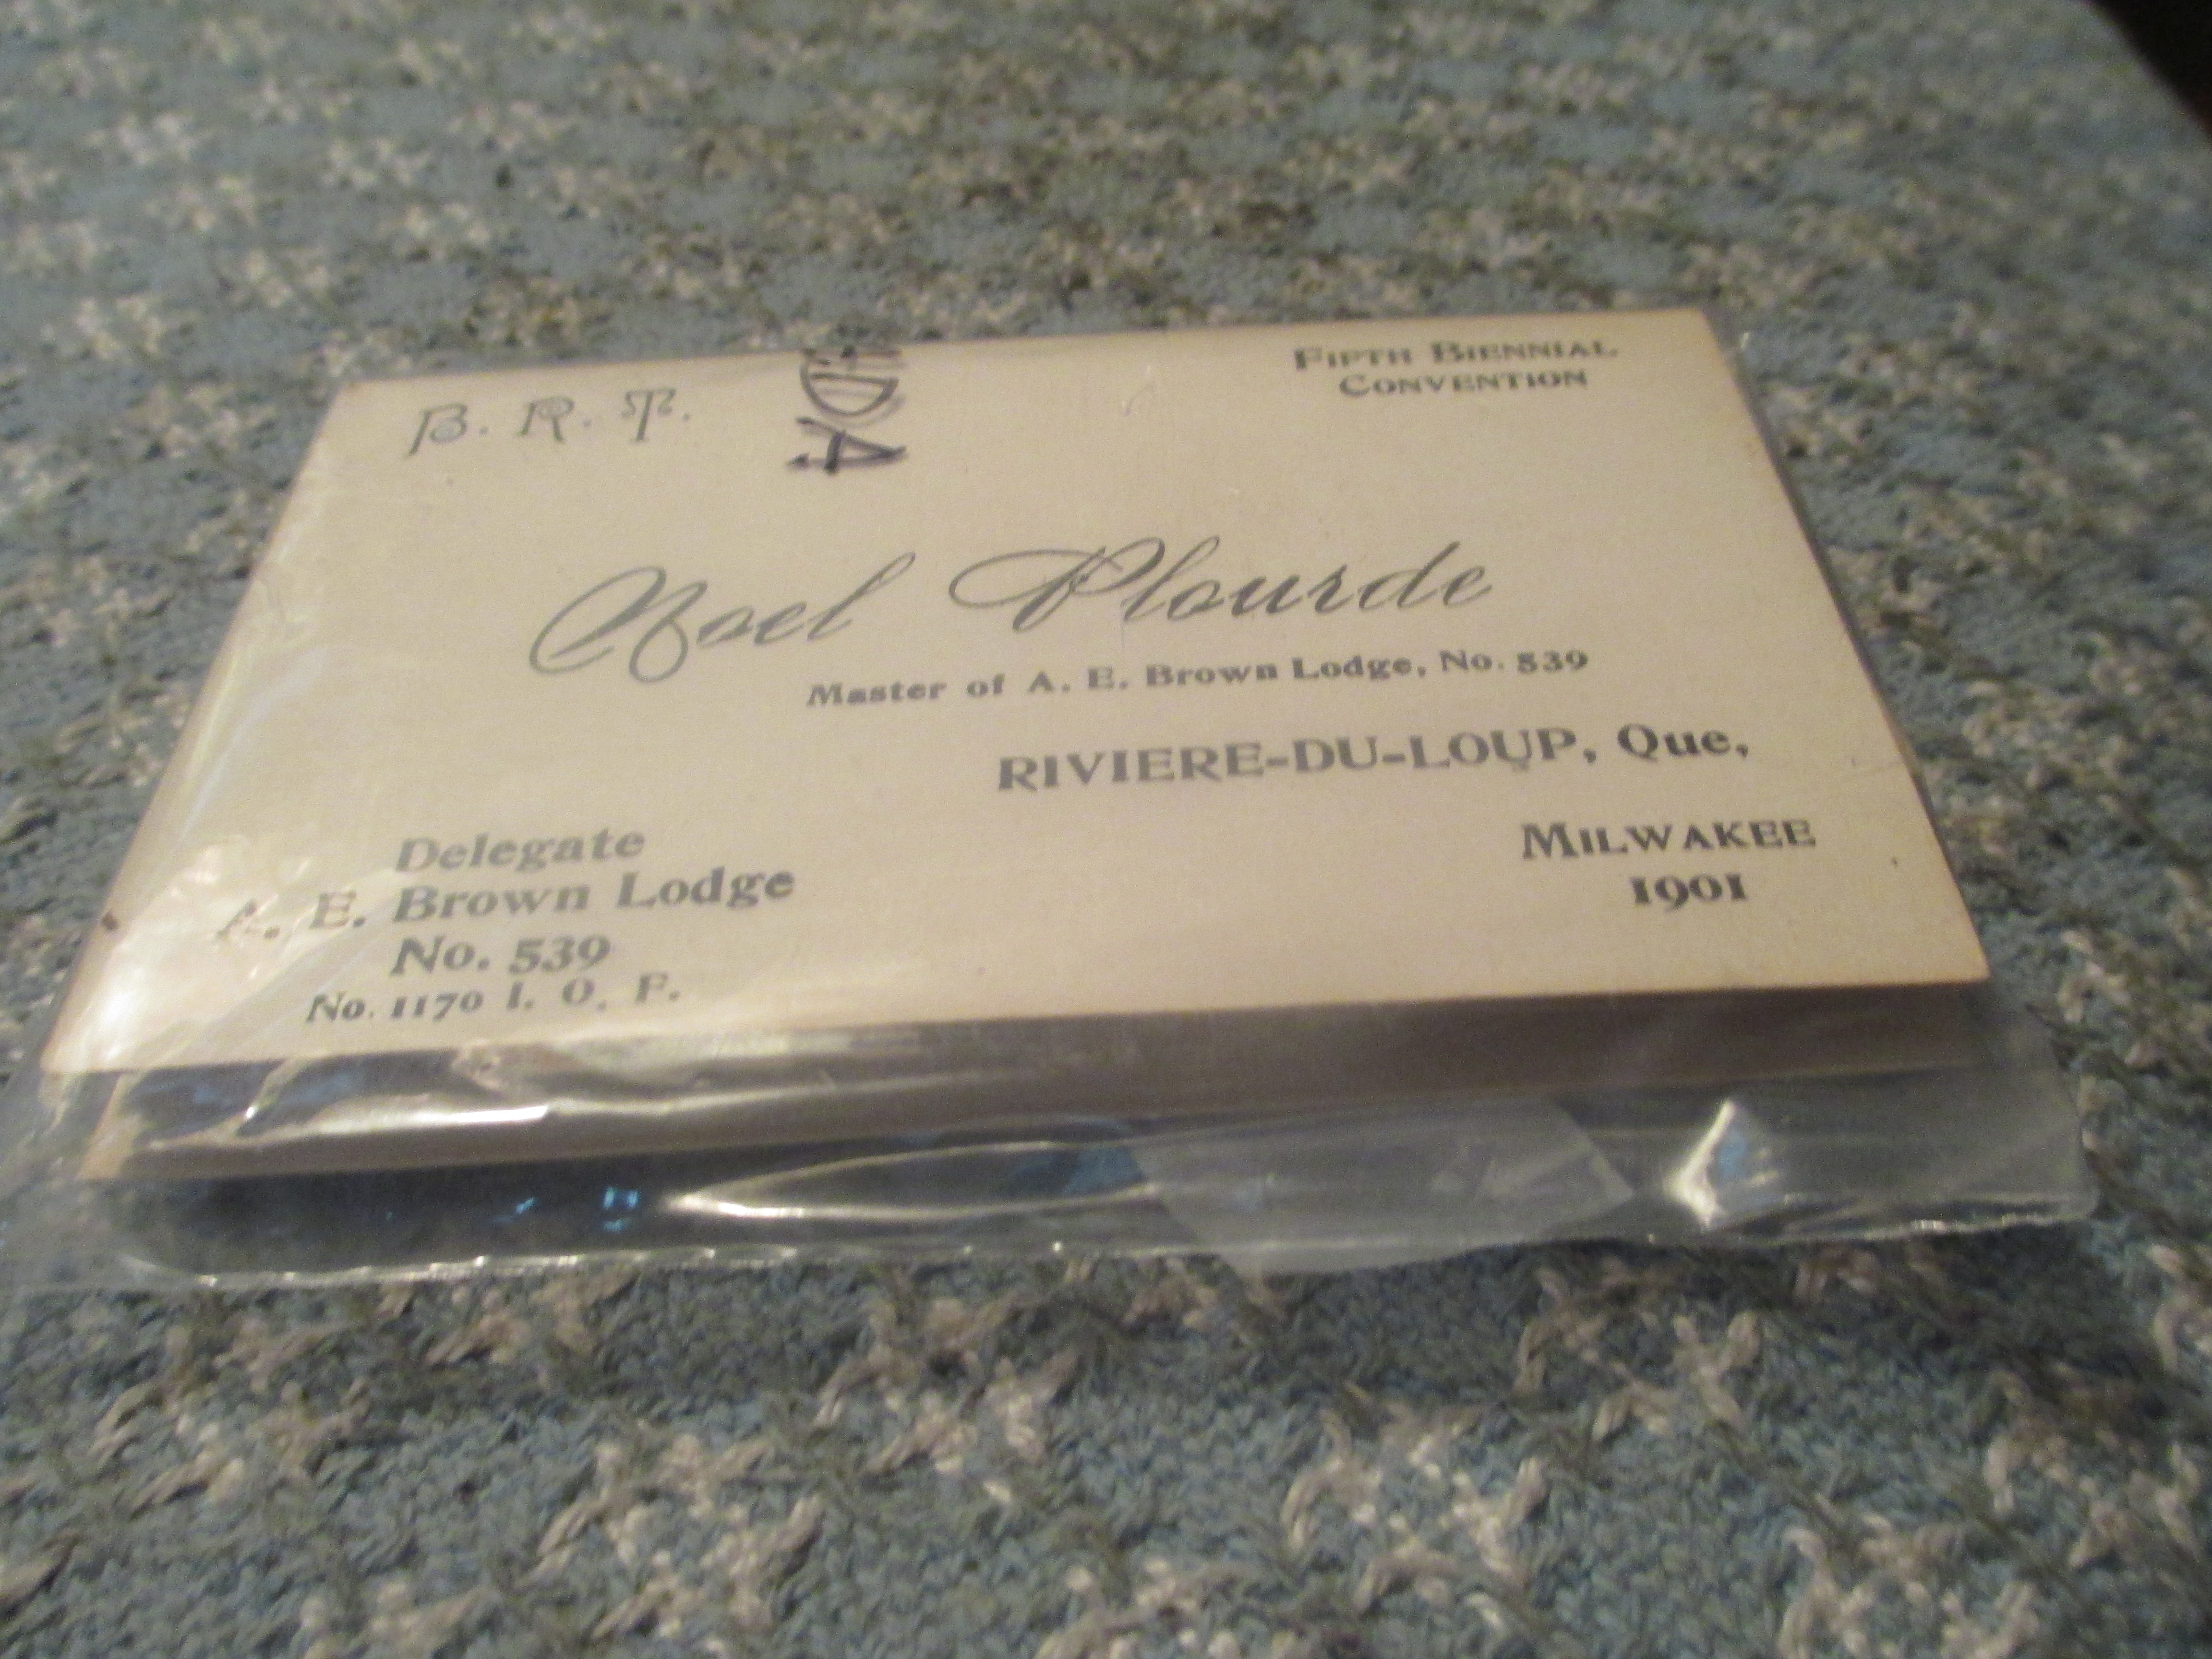 B. R. T.
FIFTH BIENNIAL
CONVENTION
Noel Plourde
Master of A. E. Brown Lodge, No. 539
RIVIERE-DU-LOUP, Que,
Delegate
A. E. Brown Lodge
No. 539
No. 1170 I. O. F.
MILWAKEE
1901